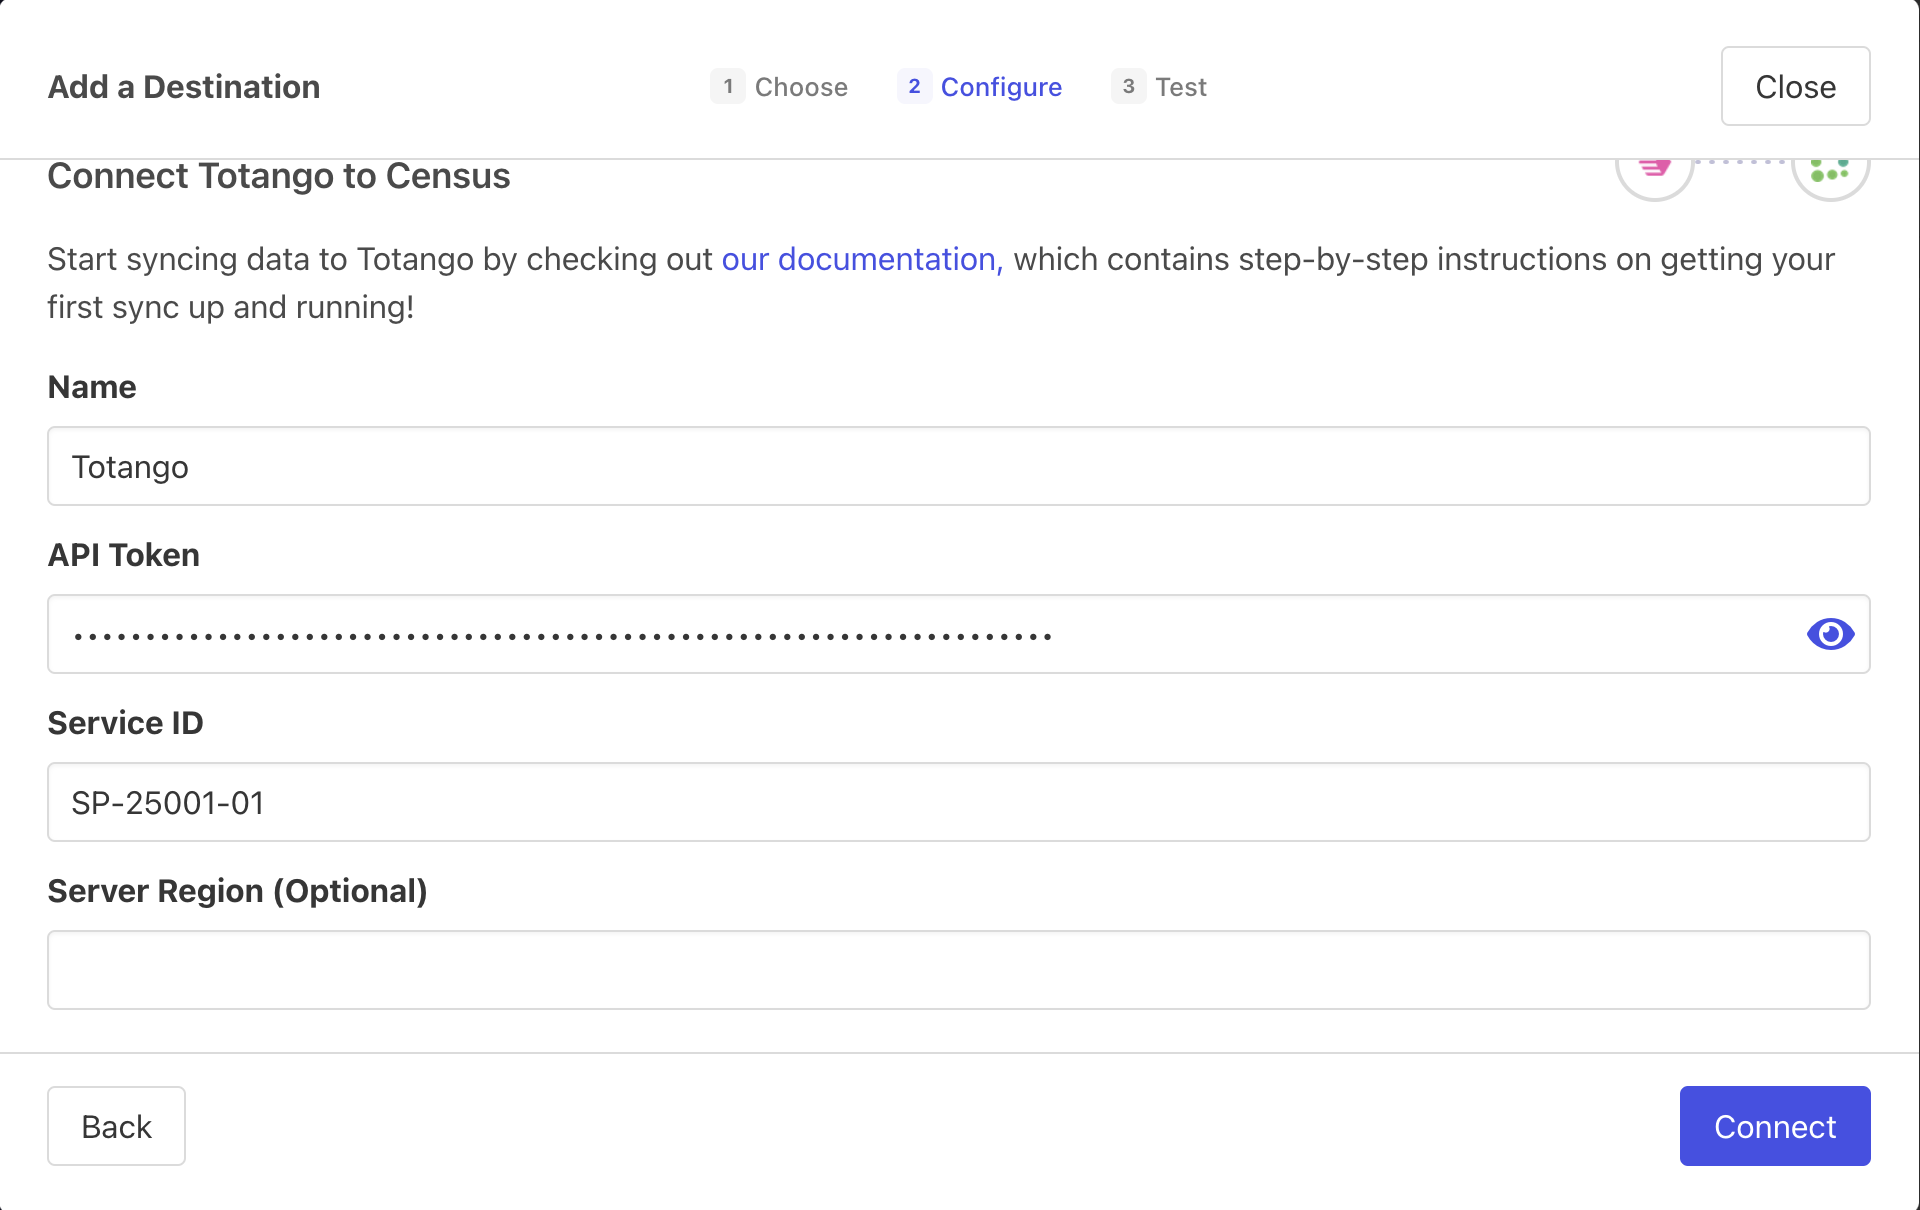 Add a Destination
1 Choose
2 Configure
3 Test
Close
Connect Totango to Census
Start syncing data to Totango by checking out our documentation, which contains step-by-step instructions on getting your
first sync up and running!
Name
Totango
API Token
Service ID
SP-25001-01
Server Region (Optional)
Back
Connect